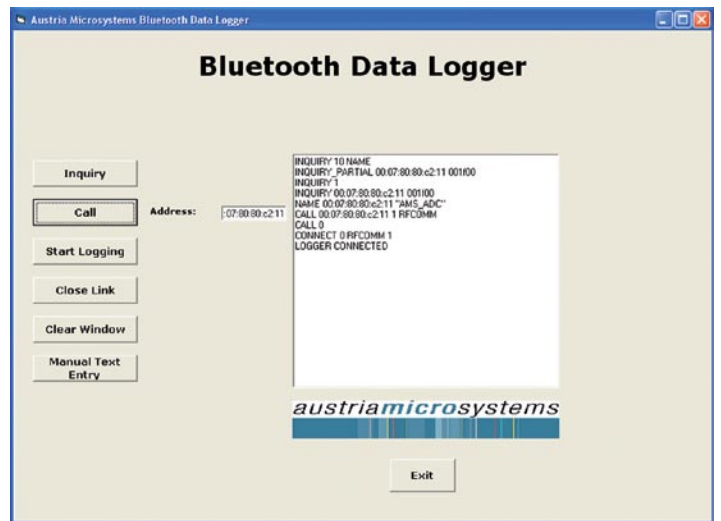 Austria Microsystems Bluetooth Data Logger
Bluetooth Data Logger
Inquiry
Call
Address:
:07:80:80:c2:11
Start Logging
Close Link
Clear Window
Manual Text
Entry
INQUIRY 10 NAME
INQUIRY_PARTIAL 00:07:80:80:c2:11 001f00
INQUIRY 1
INQUIRY 00:07:80:80:c2:11 001f00
NAME 00:07:80:80:c2:11 "AMS_ADC"
CALL 00:07:80:80:c2:11 1 RFCOMM
CALL 0
CONNECT 0 RFCOMM 1
LOGGER CONNECTED
austriamicrosystems
Exit